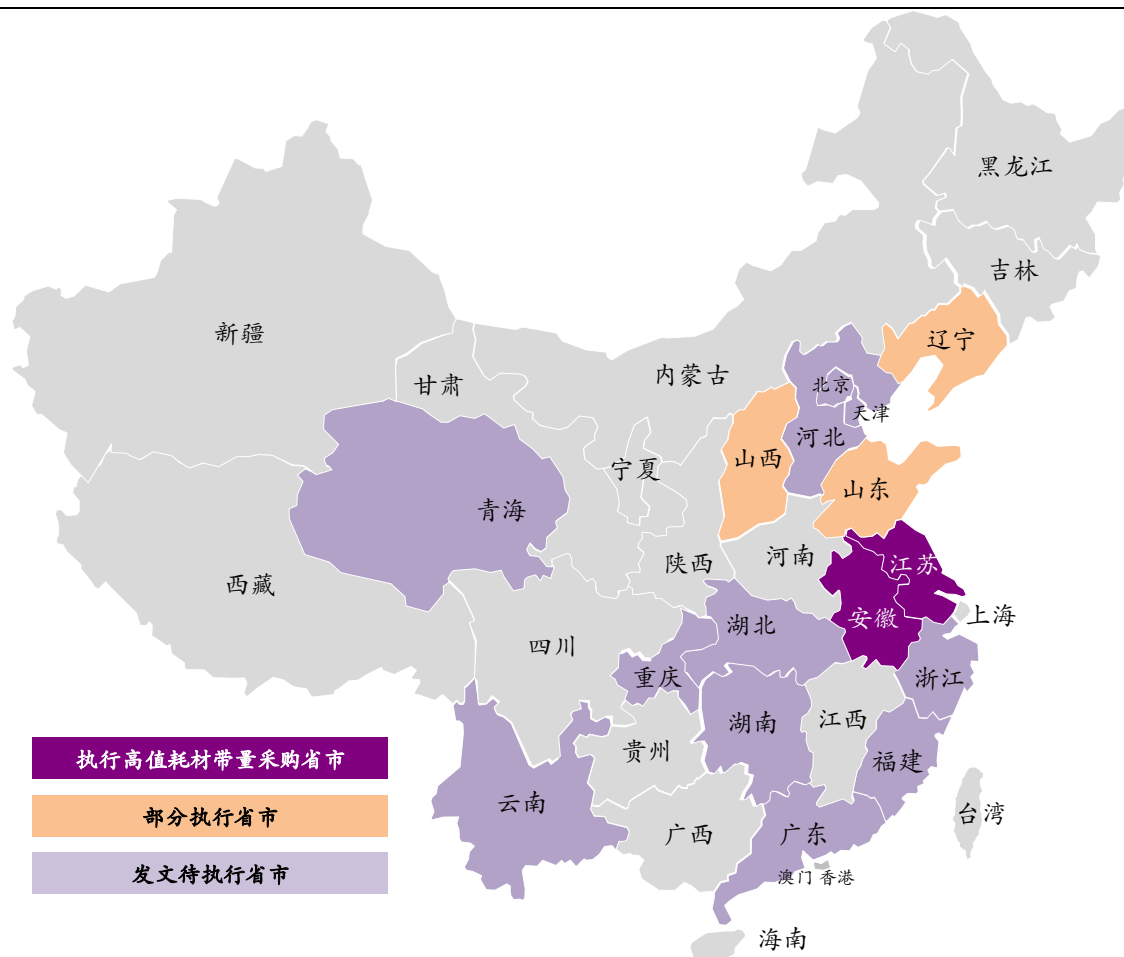 黑龙江
吉林
辽宁
新疆
甘肃
内蒙古
北京
天津
河北
山西
宁夏
山东
青海
陕西
河南
江苏
西藏
安徽
上海
湖北
四川
重庆
浙江
湖南
江西
贵州
福建
云南
广东
广西
台湾
澳门 香港
海南
执行高值耗材带量采购省市
部分执行省市
发文待执行省市